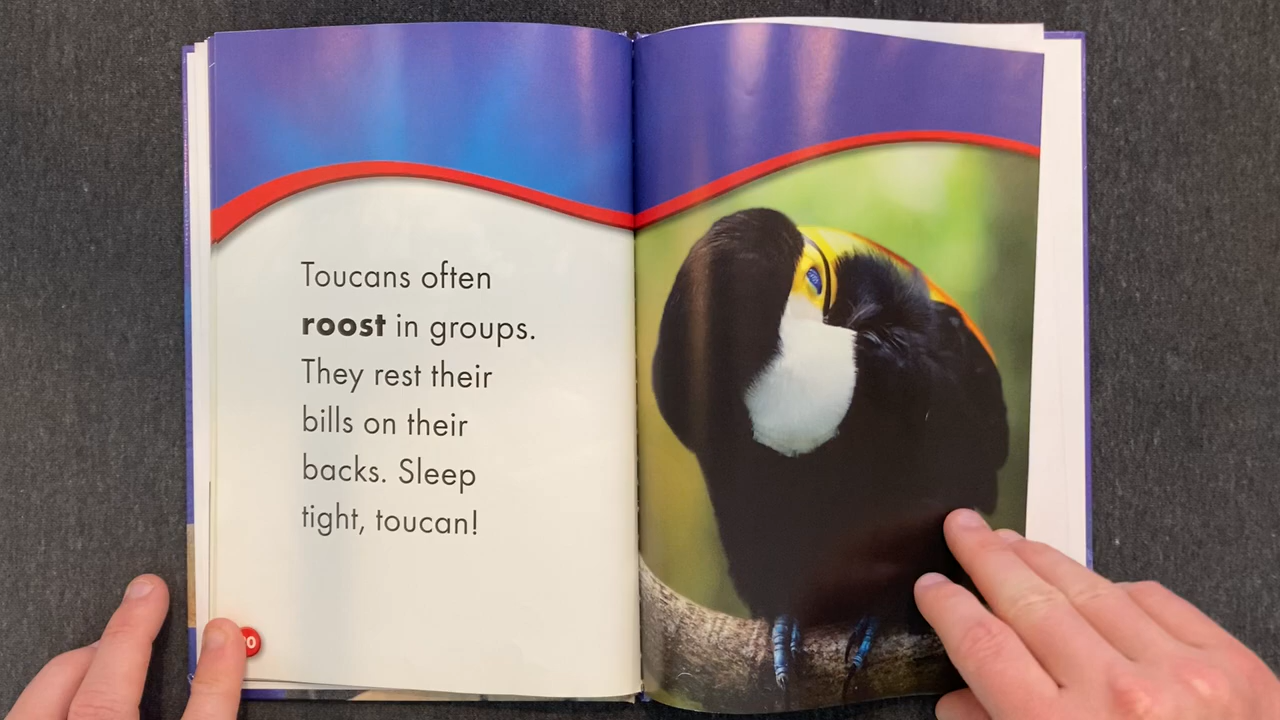 Toucans often
roost in groups.
They rest their
bills on their
backs. Sleep
tight, toucan!